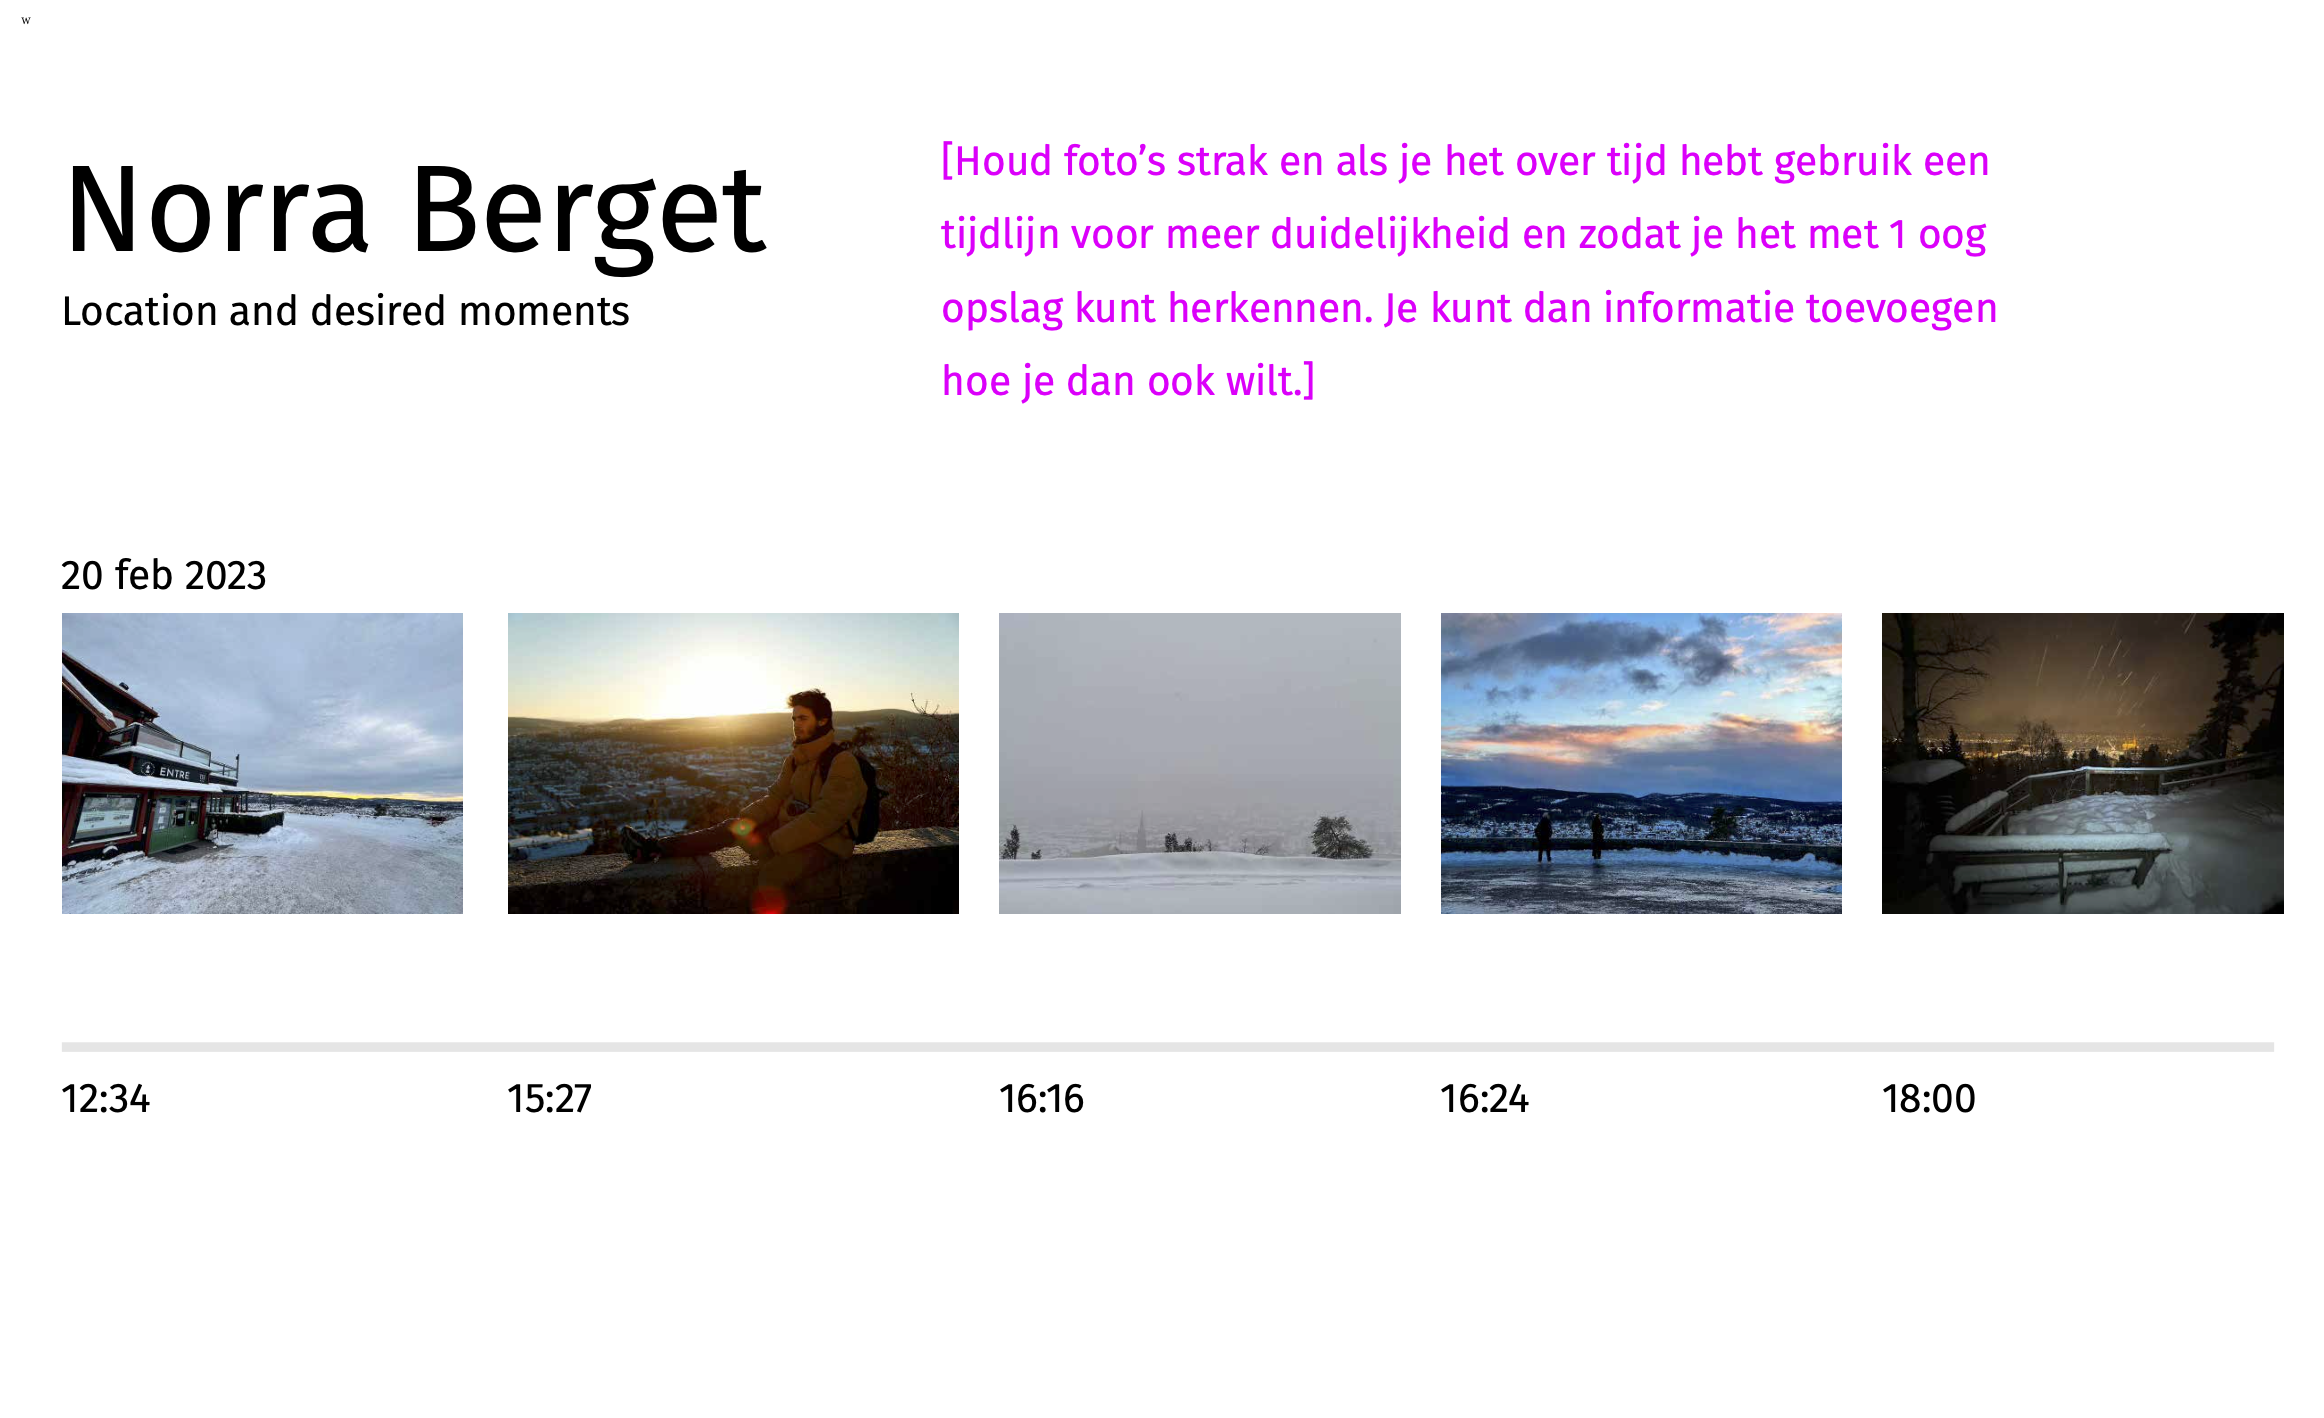 w
Norra Berget
Location and desired moments
[Houd foto’s strak en als je het over tijd hebt gebruik een
tijdlijn voor meer duidelijkheid en zodat je het met 1 oog
opslag kunt herkennen. Je kunt dan informatie toevoegen
hoe je dan ook wilt.]
20 feb 2023
ENTRE
12:34
15:27
16:16
16:24
18:00